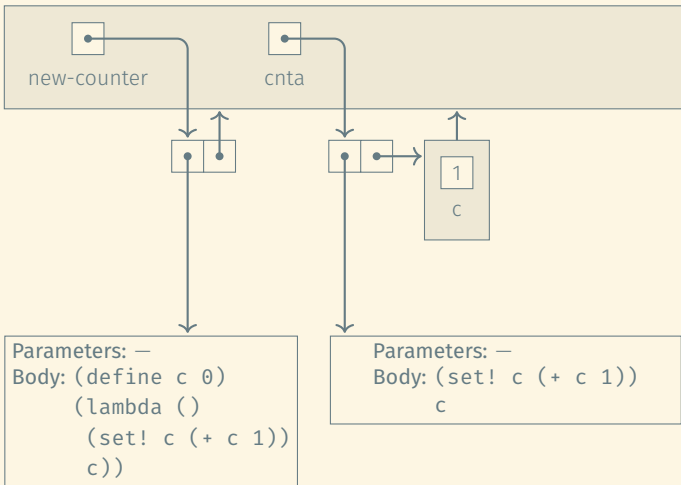 new-counter
cnta
1
c
Parameters: —
Body: (define c 0)
(lambda ()
(set! c (+ c 1))
c))
Parameters: —
Body: (set! c (+ c 1))
c